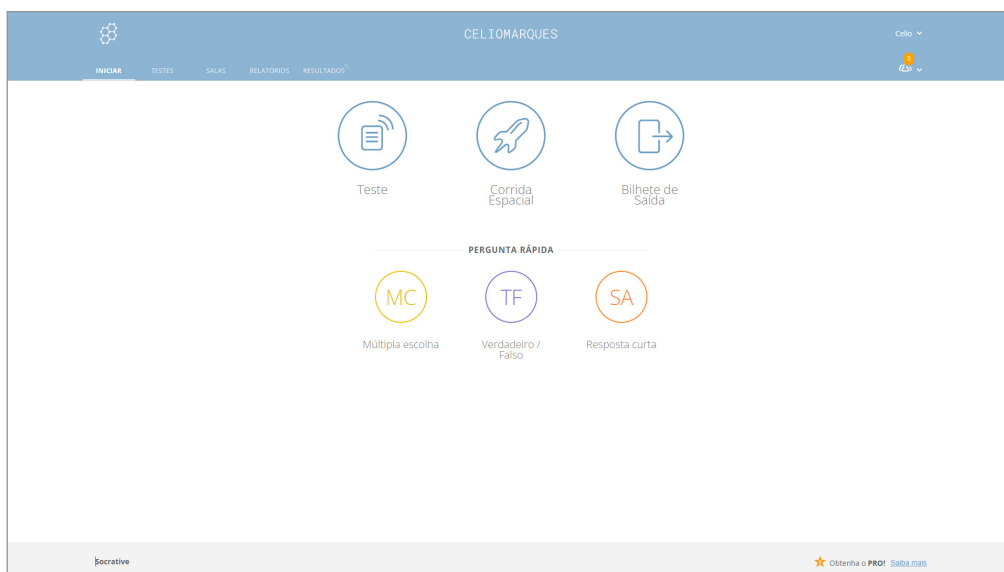 CELIOMARQUES
Celio
INICIAR TESTES SALAS RELATÓRIOS RESULTADOS
0
Teste
Corrida
Espacial
Bilhete de
Saída
PERGUNTA RÁPIDA
MC
TF
SA
Múltipla escolha
Verdadeiro /
Falso
Resposta curta
Socrative
Obtenha o PRO! Saiba mais